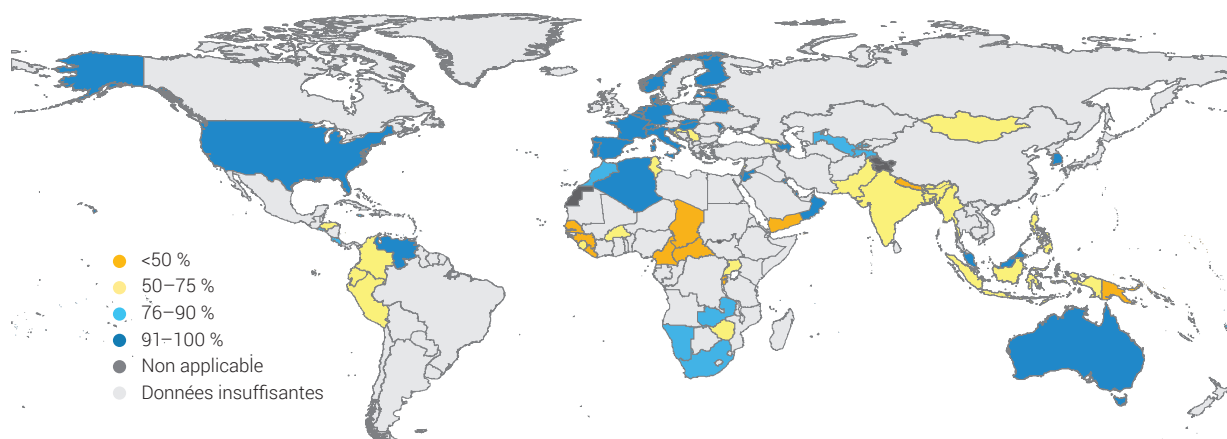 <50 %
50–75 %
76–90 %
91–100 %
Non applicable
Données insuffisantes